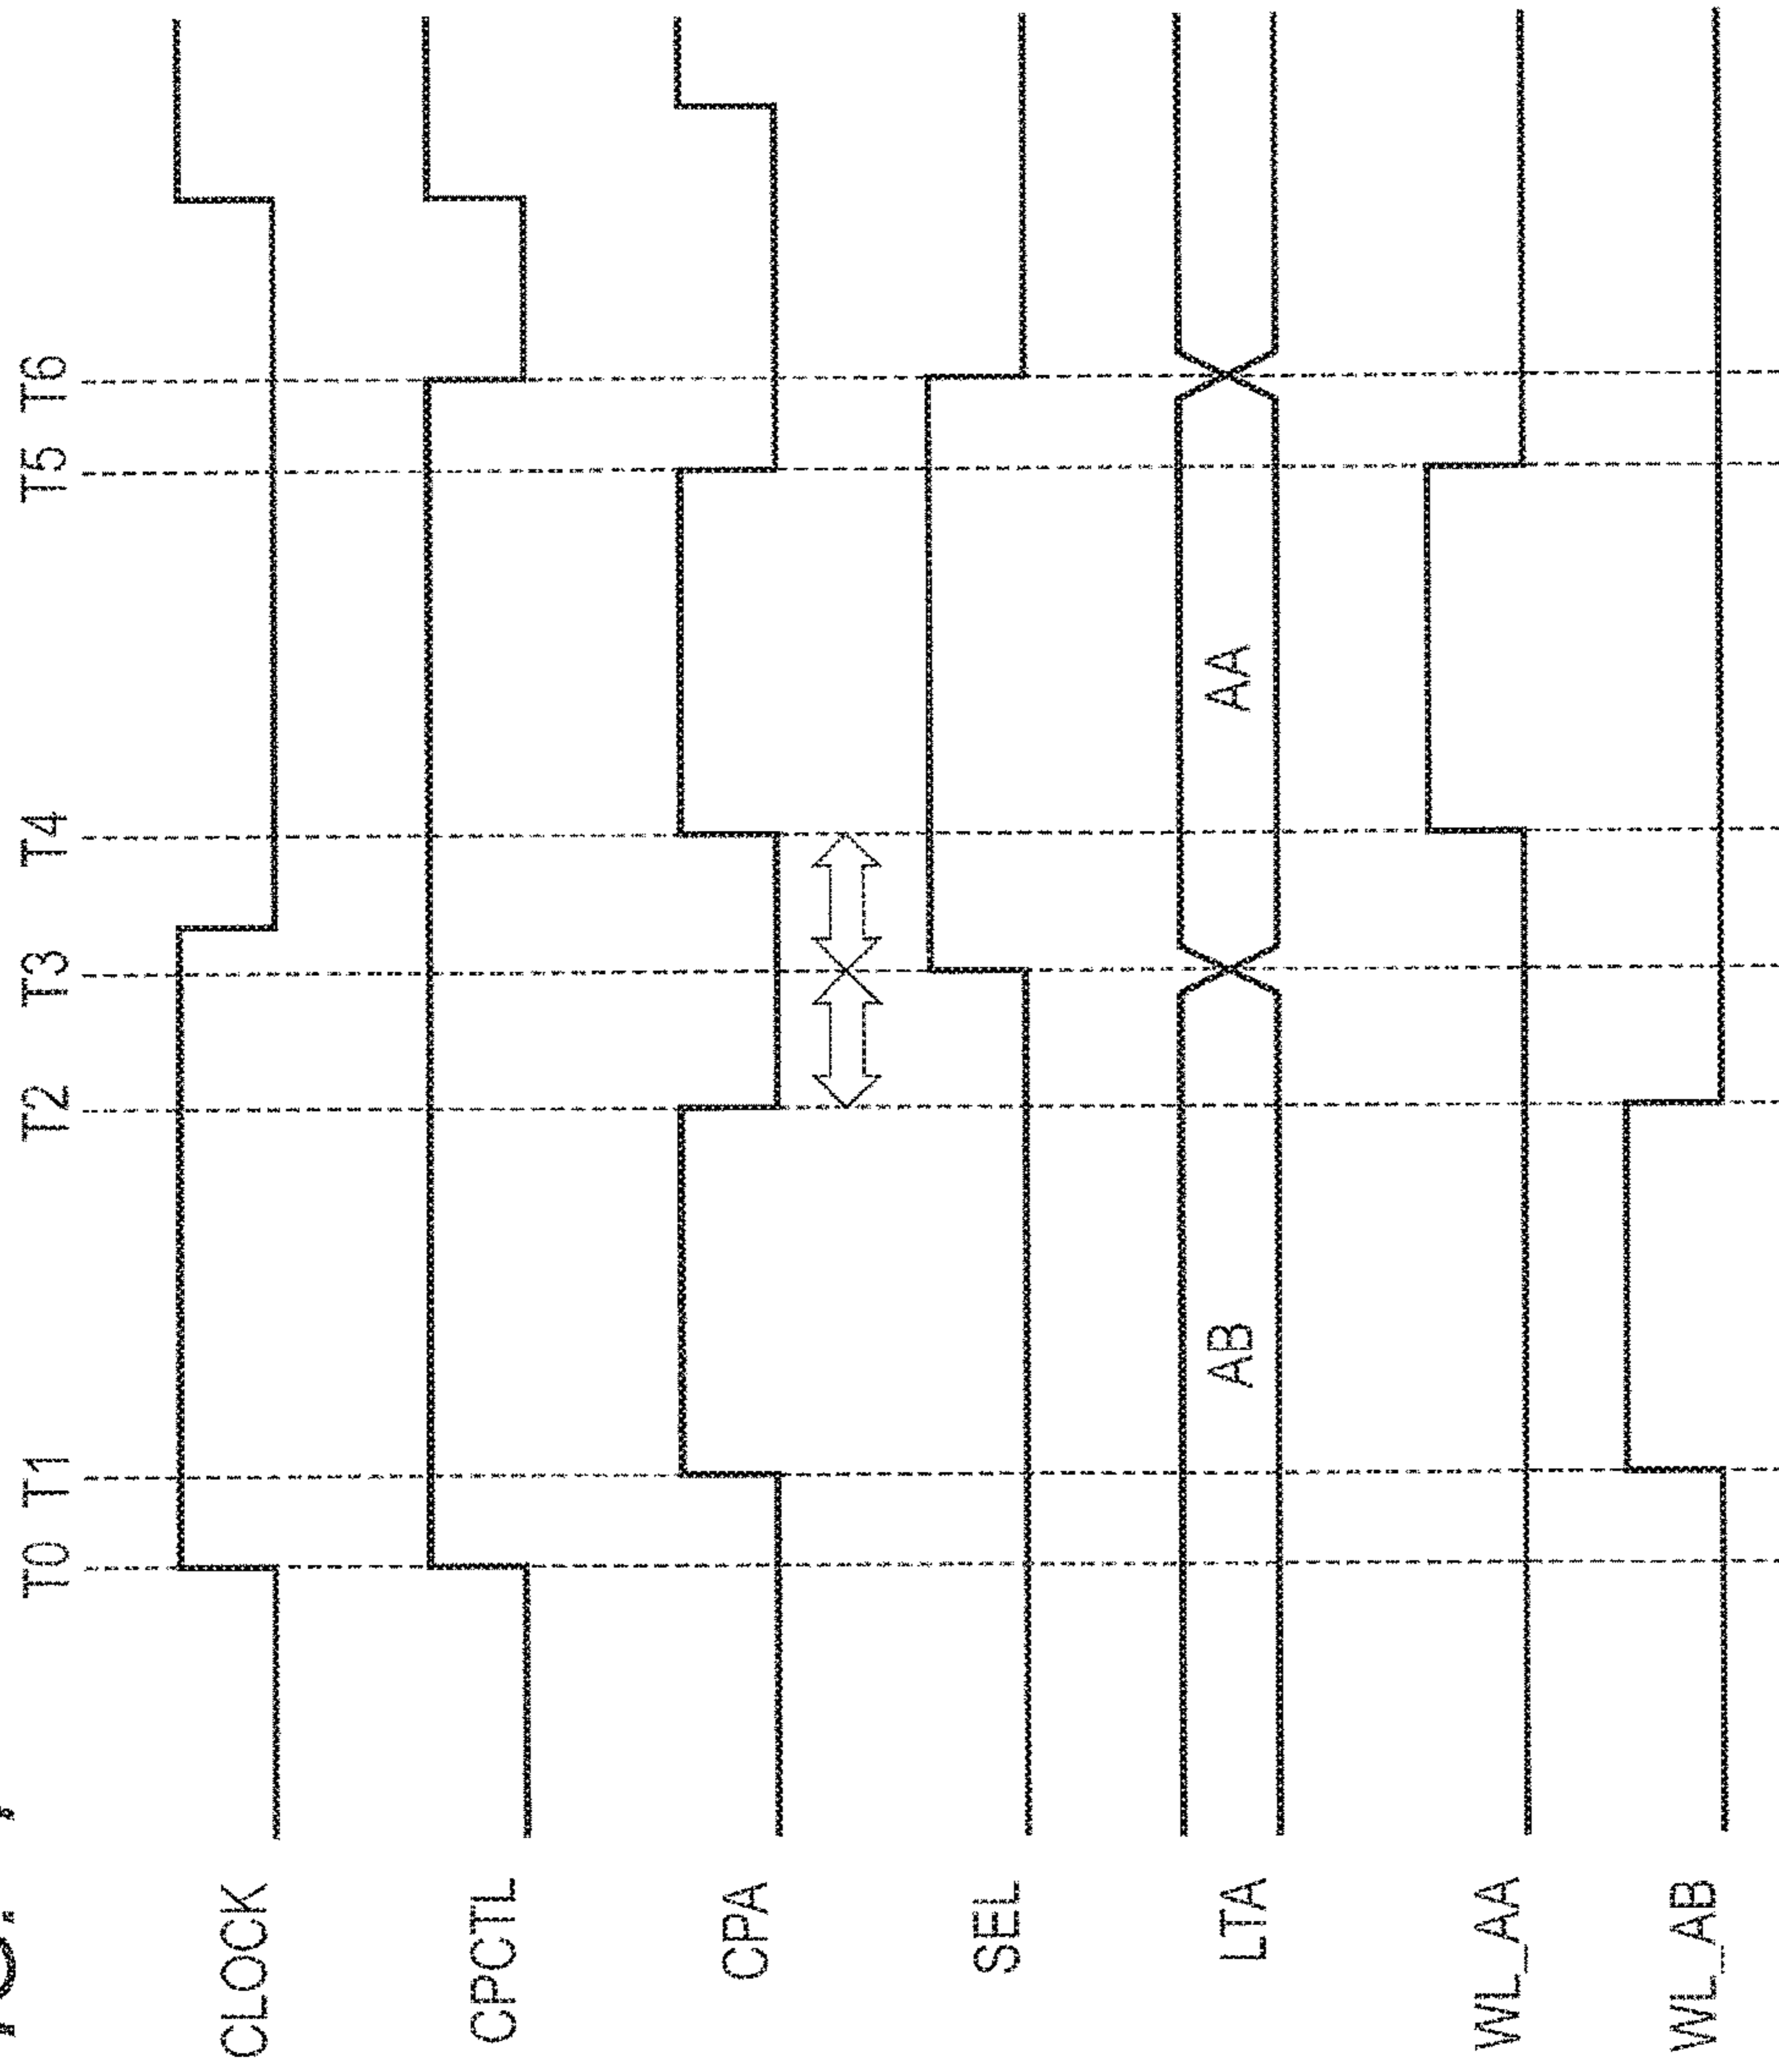 T0 T1 T2 T3 T4 T5 T6
CLOCK
CPCTL
CPA
SEL
LTA AB AA
WL_AA
WL_AB